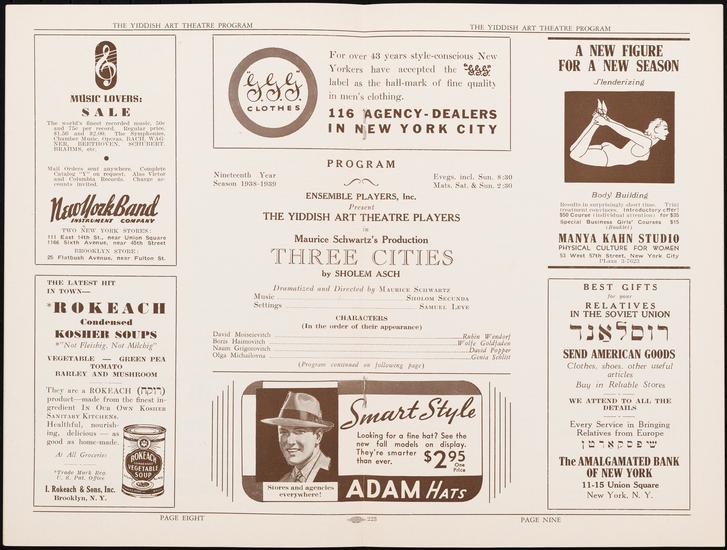 THE YIDDISH ART THEATRE PROGRAM
THE YIDDISH ART THEATRE PROGRAM
MUSIC LOVERS:
SALE
The world's finest recorded music, 50c
and 75c per record. Regular price,
$1.50 and $2.00. The Symphonies,
Chamber Music, Operas, BACH, WAG-
NER, BEETHOVEN, SCHUBERT,
BRAHMS, etc.
Mail Orders sent anywhere. Complete
Catalog "Y" on request. Also Victor
and Columbia Records. Charge ac-
counts invited.
New York Band
INSTRUMENT COMPANY
TWO NEW YORK STORES:
111 East 14th St., near Union Square
1166 Sixth Avenue, near 45th Street
BROOKLYN STORE:
25 Flatbush Avenue, near Fulton St.
THE LATEST HIT
IN TOWN—
*ROKEACH
Condensed
KOSHER SOUPS
*"Not Fleishig, Not Milchig"
VEGETABLE — GREEN PEA
TOMATO
BARLEY AND MUSHROOM
They are a ROKEACH (רוקח)
product—made from the finest in-
gredient IN OUR OWN KOSHER
SANITARY KITCHENS.
Healthful, nourish-
ing, delicious — as
good as home-made.
At All Groceries
*Trade Mark Reg.
U. S. Pat. Office
I. Rokeach & Sons, Inc.
Brooklyn, N. Y.
ROKEACH
VEGETABLE
SOUP
"G.G.G"
CLOTHES
For over 43 years style-conscious New
Yorkers have accepted the "G.G.G"
label as the hall-mark of fine quality
in men's clothing.
116 AGENCY-DEALERS
IN NEW YORK CITY
PROGRAM
Nineteenth Year
Season 1938-1939
Evegs. incl. Sun. 8:30
Mats. Sat. & Sun. 2:30
ENSEMBLE PLAYERS, Inc.
Present
THE YIDDISH ART THEATRE PLAYERS
in
Maurice Schwartz's Production
THREE CITIES
by SHOLEM ASCH
Dramatized and Directed by MAURICE SCHWARTZ
Music SHOLOM SECUNDA
Settings SAMUEL LEVE
CHARACTERS
(In the order of their appearance)
David Moiseievitch Rubin Wendorf
Boris Haimovitch Wolfe Goldfaden
Naum Grigorovitch David Popper
Olga Michailovna Genia Schlitt
(Program continued on following page)
Smart Style
Looking for a fine hat? See the
new fall models on display.
They're smarter
than ever.
$2.95
One
Price
Stores and agencies
everywhere!
ADAM HATS
A NEW FIGURE
FOR A NEW SEASON
Slenderizing
Body Building
Results in surprisingly short time. Trial
treatment convinces. Introductory offer!
$50 Course (individual attention) for $35
Special Business Girls' Courses $15
(Booklet)
MANYA KAHN STUDIO
PHYSICAL CULTURE FOR WOMEN
53 West 57th Street, New York City
PLaza 3-7623
BEST GIFTS
for your
RELATIVES
IN THE SOVIET UNION
רוסלאנד
SEND AMERICAN GOODS
Clothes, shoes, other useful
articles
Buy in Reliable Stores
WE ATTEND TO ALL THE
DETAILS
Every Service in Bringing
Relatives from Europe
שיפסקארטן
The AMALGAMATED BANK
OF NEW YORK
11-15 Union Square
New York, N. Y.
PAGE EIGHT
223
PAGE NINE